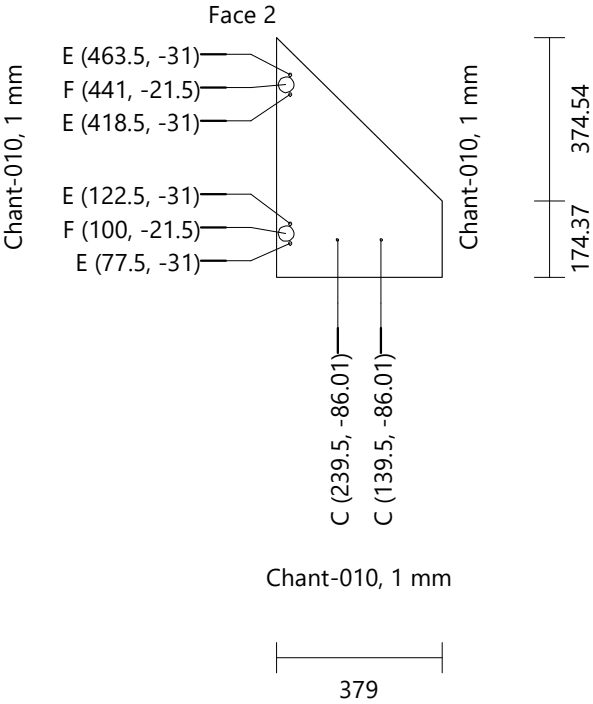 Face 2
E (463.5, -31)
F (441, -21.5)
E (418.5, -31)
E (122.5, -31)
F (100, -21.5)
E (77.5, -31)
Chant-010, 1 mm
Chant-010, 1 mm
374.54
174.37
C (239.5, -86.01)
C (139.5, -86.01)
Chant-010, 1 mm
379